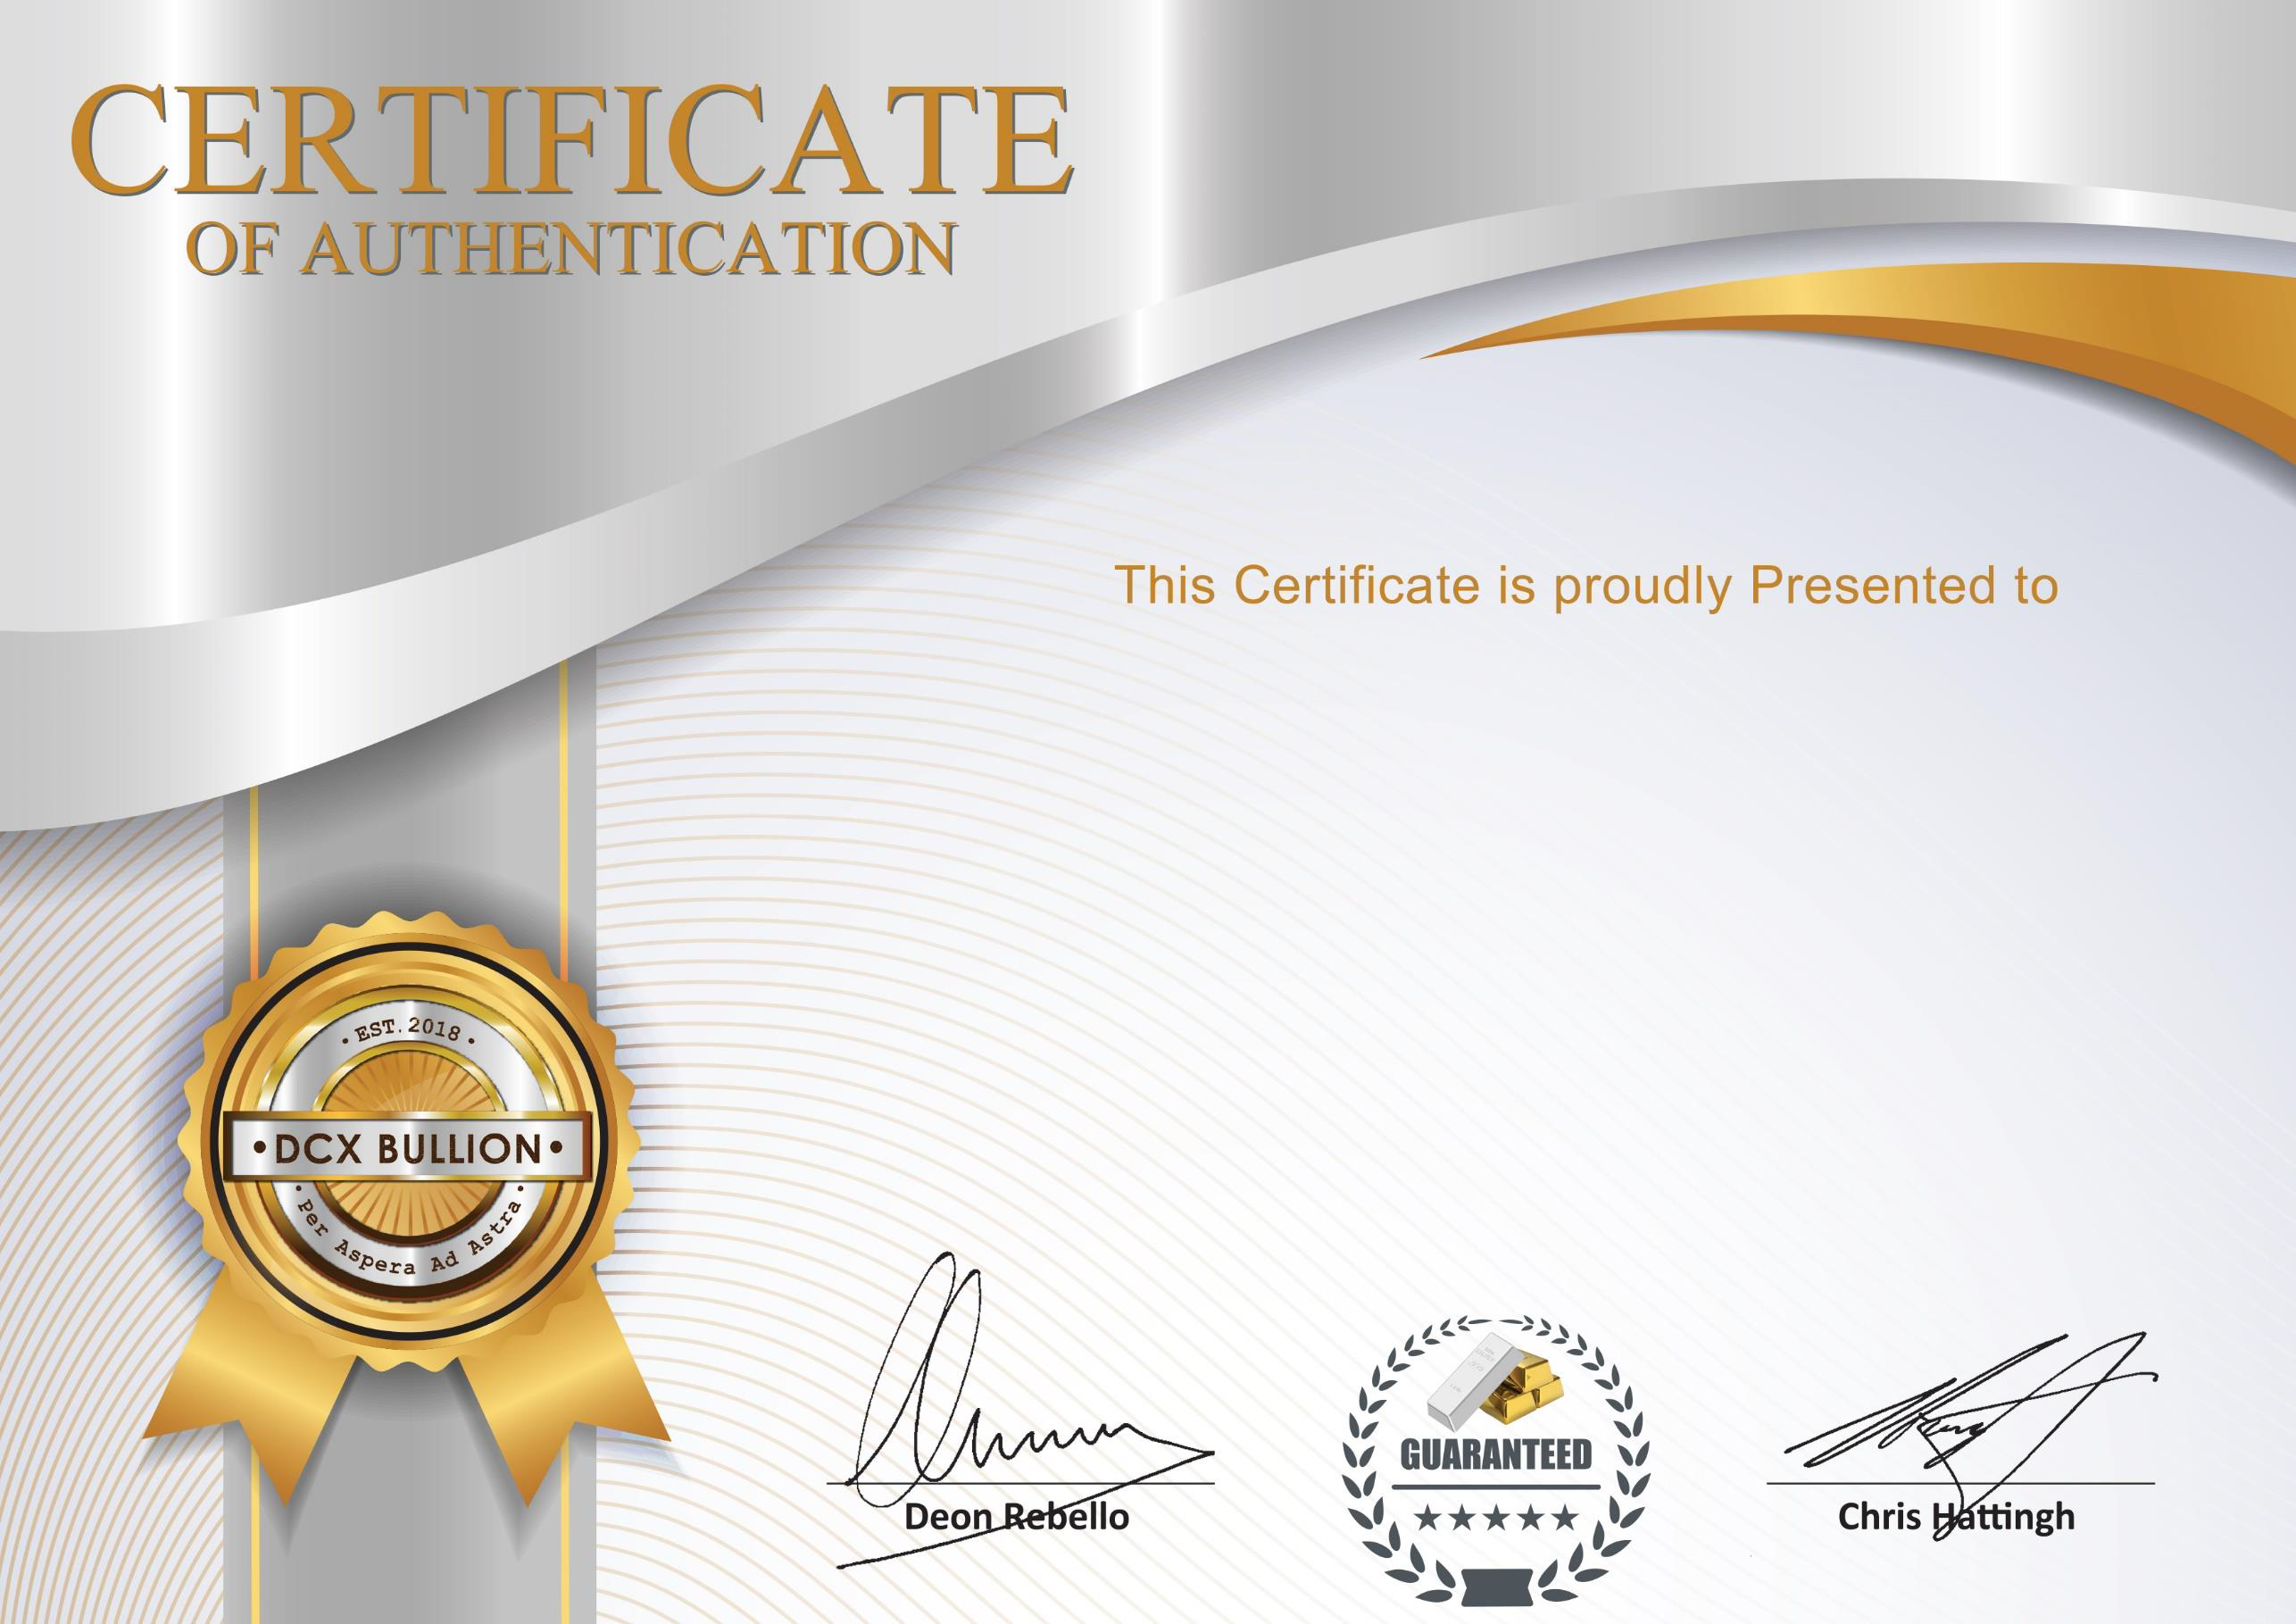 CERTIFICATE
OF AUTHENTICATION
This Certificate is proudly Presented to
• EST. 2018 •
• DCX BULLION •
• Per Aspera Ad Astra •
GUARANTEED
Deon Rebello
Chris Hattingh